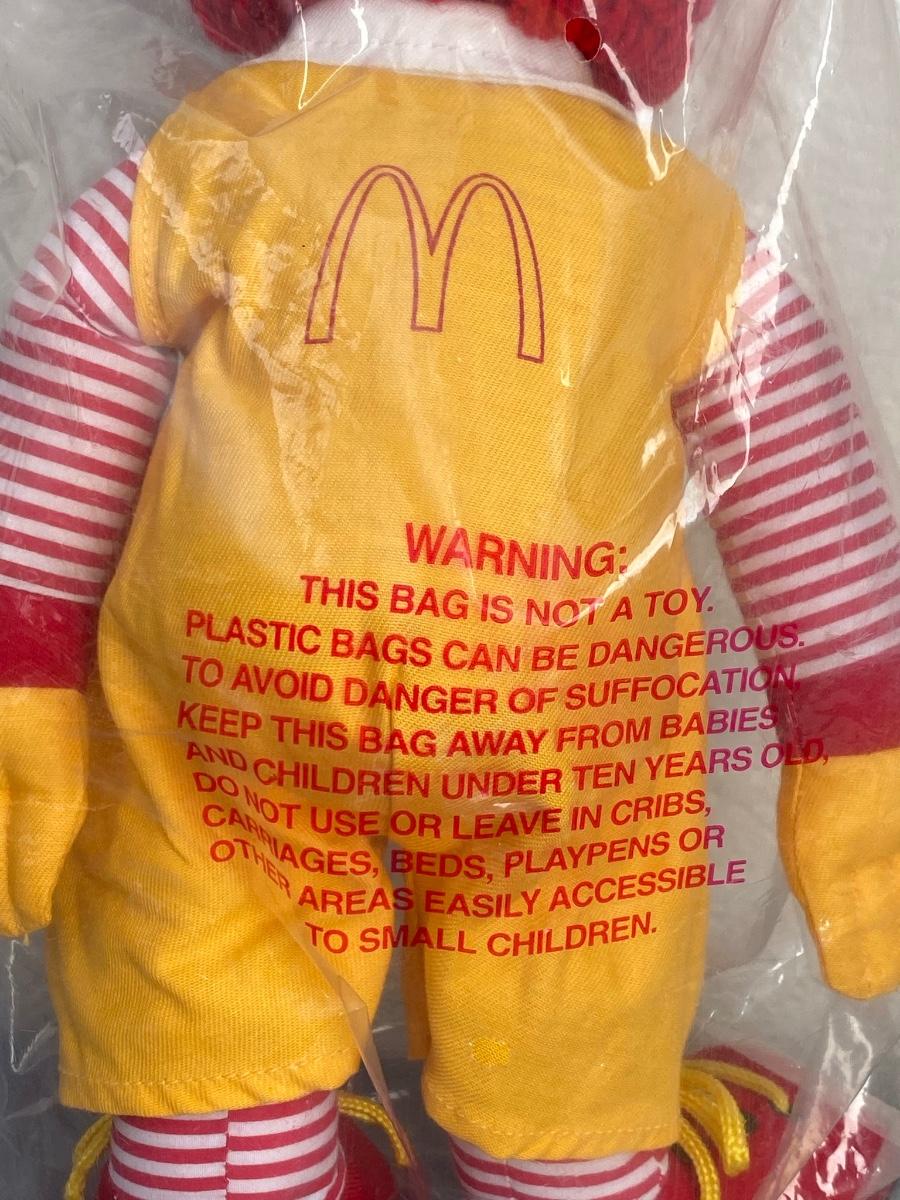 WARNING:
THIS BAG IS NOT A TOY.
PLASTIC BAGS CAN BE DANGEROUS.
TO AVOID DANGER OF SUFFOCATION,
KEEP THIS BAG AWAY FROM BABIES
AND CHILDREN UNDER TEN YEARS OLD,
DO NOT USE OR LEAVE IN CRIBS,
CARRIAGES, BEDS, PLAYPENS OR
OTHER AREAS EASILY ACCESSIBLE
TO SMALL CHILDREN.